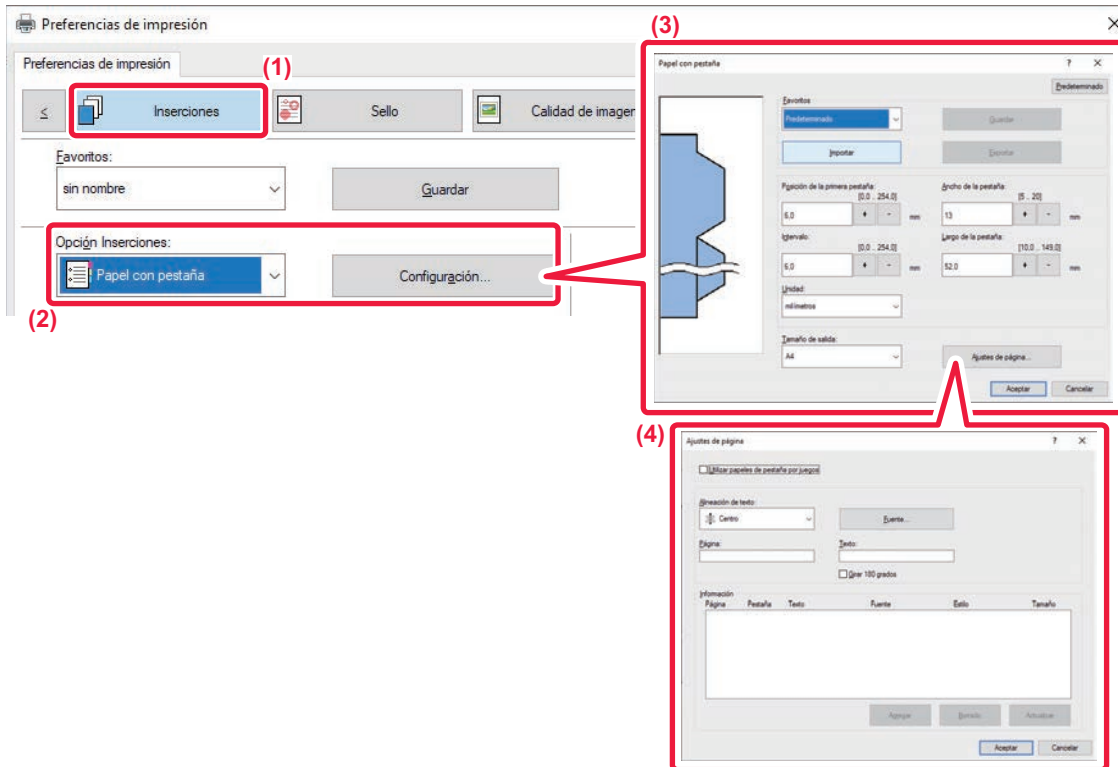 Preferencias de impresión
Preferencias de impresión
(1)
≤ Inserciones Sello Calidad de imagen
Favoritos:
sin nombre Guardar
Opción Inserciones:
Papel con pestaña Configuración...
(2)
(3)
Papel con pestaña ? ×
Predeterminado
Favoritos
Predeterminado Guardar
Importar Exportar
Posición de la primera pestaña: Ancho de la pestaña:
[0,0 .. 254,0] [5 .. 20]
6,0 + - mm 13 + - mm
Intervalo: Largo de la pestaña:
[0,0 .. 254,0] [10,0 .. 149,0]
6,0 + - mm 52,0 + - mm
Unidad:
milímetros
Tamaño de salida:
A4 Ajustes de página...
Aceptar Cancelar
(4)
Ajustes de página ? ×
Utilizar papeles de pestaña por juegos
Alineación de texto:
Centro Fuente...
Página: Texto:
Girar 180 grados
Información
Página Pestaña Texto Fuente Estilo Tamaño
Agregar Borrado Actualizar
Aceptar Cancelar